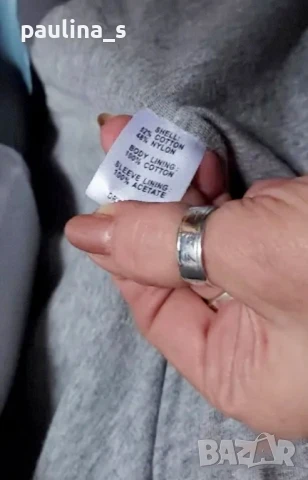 paulina_s
SHELL:
52% COTTON
48% NYLON
BODY LINING:
100% COTTON
SLEEVE LINING
100% ACETATE
BAZAR